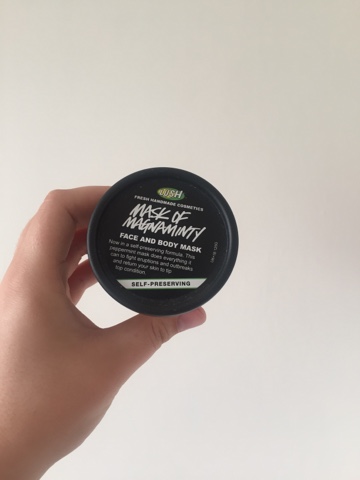 LUSH
FRESH HANDMADE COSMETICS
MASK OF
MAGNAMINTY
FACE AND BODY MASK
Now in a self-preserving formula. This
peppermint mask does everything it
can to fight eruptions and outbreaks
and return your skin to tip
top condition.
SELF-PRESERVING